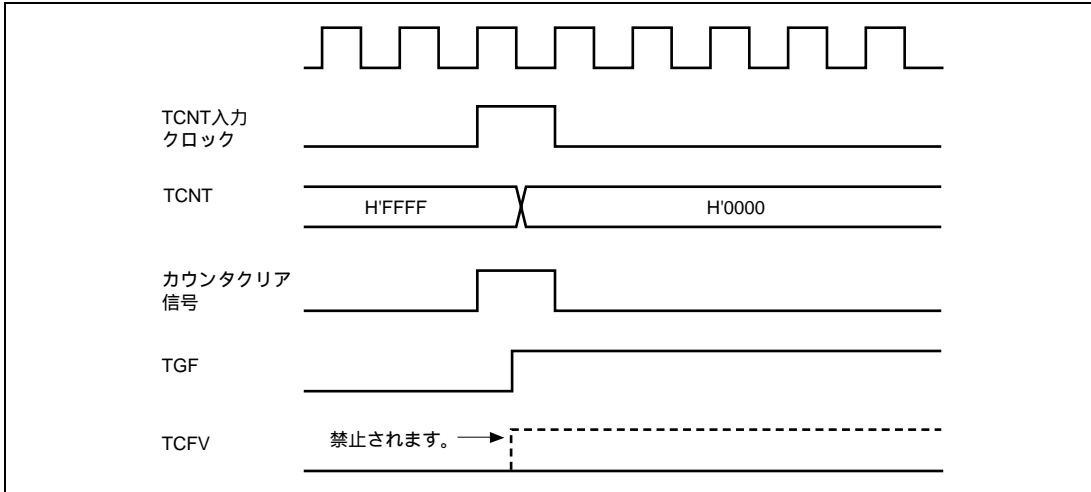 TCNT入力
クロック
TCNT
H'FFFF
H'0000
カウンタクリア
信号
TGF
TCFV
禁止されます。